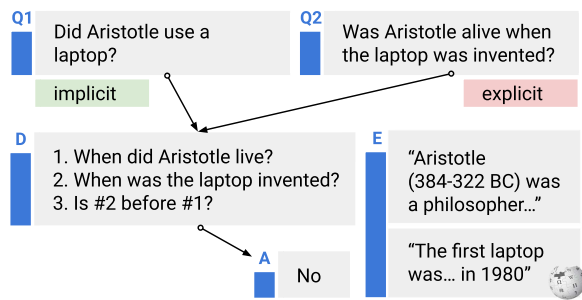 Q1
Did Aristotle use a
laptop?
implicit
Q2
Was Aristotle alive when
the laptop was invented?
explicit
D
1. When did Aristotle live?
2. When was the laptop invented?
3. Is #2 before #1?
E
“Aristotle
(384-322 BC) was
a philosopher…”
“The first laptop
was… in 1980”
A
No